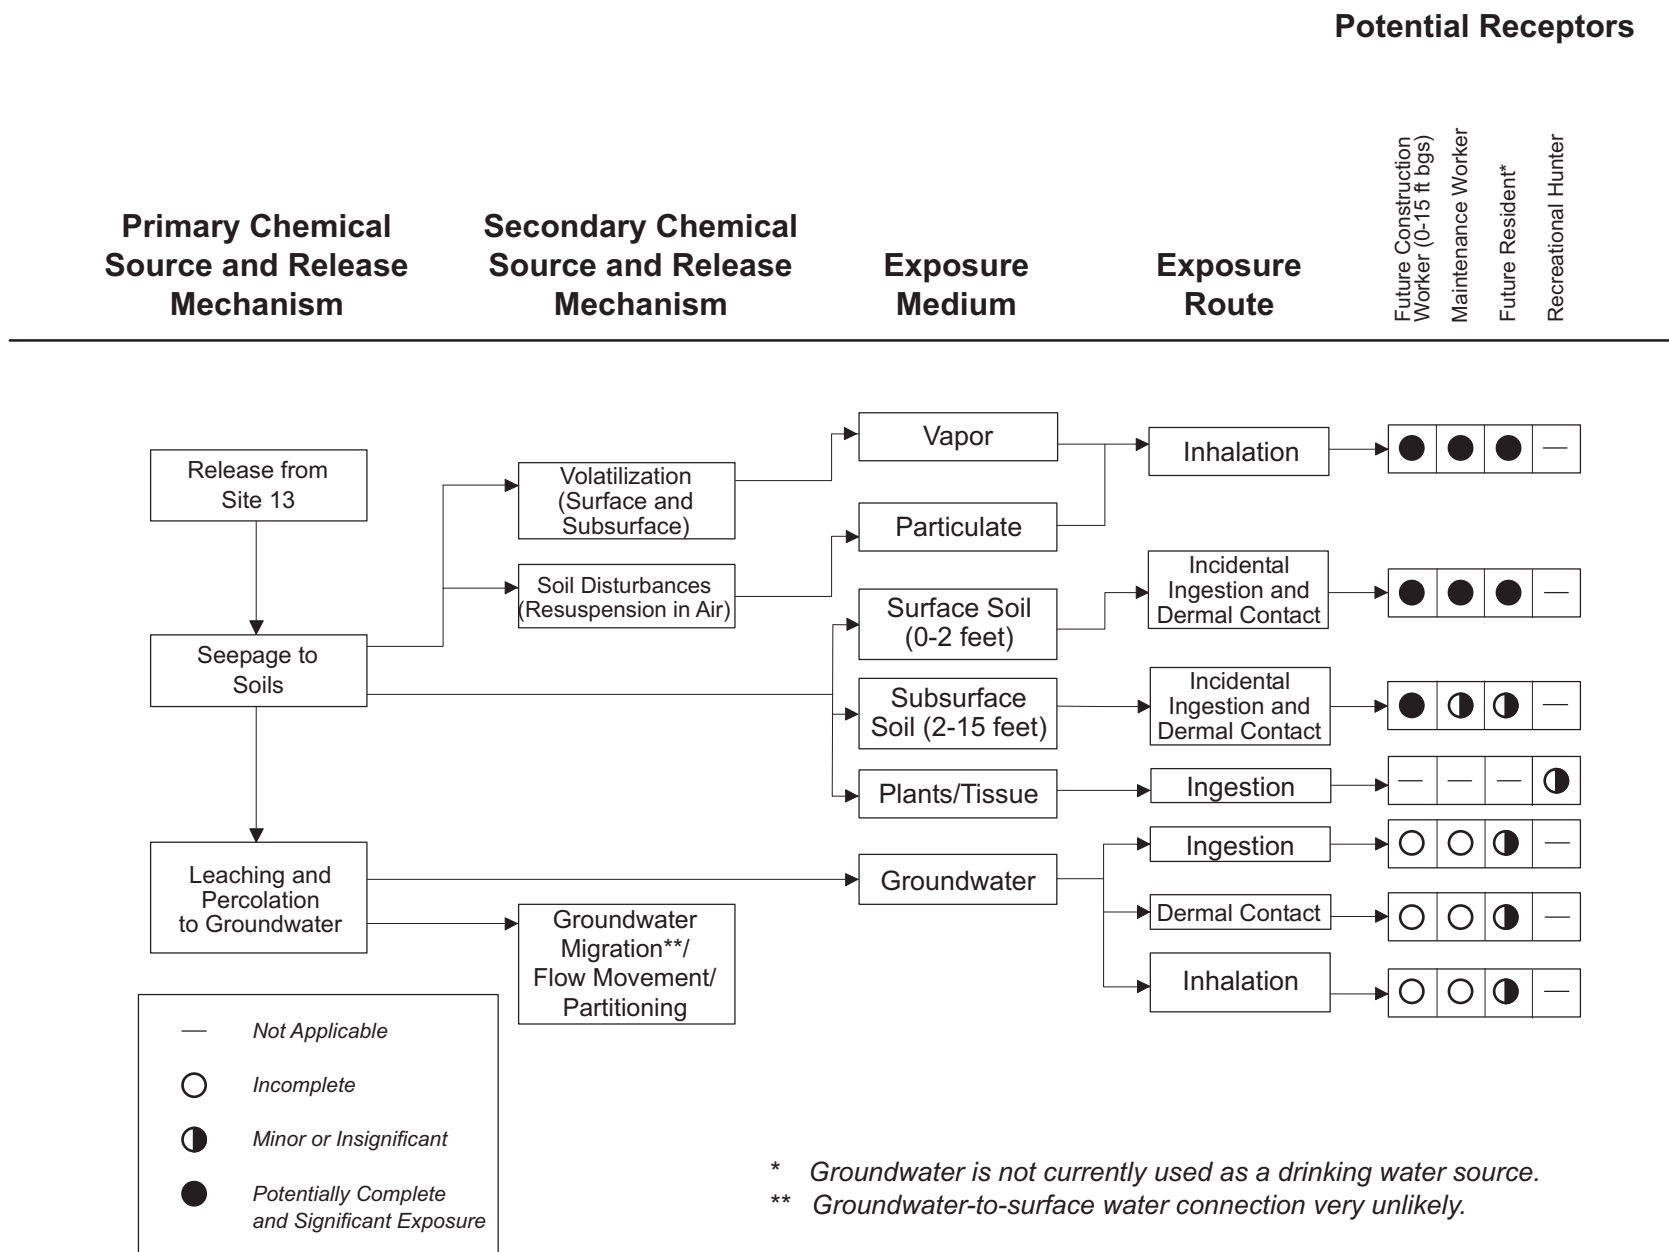 Potential Receptors
Primary Chemical
Source and Release
Mechanism
Secondary Chemical
Source and Release
Mechanism
Exposure
Medium
Exposure
Route
Future Construction
Worker (0-15 ft bgs)
Maintenance Worker
Future Resident*
Recreational Hunter
Release from
Site 13
Seepage to
Soils
Leaching and
Percolation
to Groundwater
Volatilization
(Surface and
Subsurface)
Soil Disturbances
(Resuspension in Air)
Groundwater
Migration**/
Flow Movement/
Partitioning
Vapor
Particulate
Surface Soil
(0-2 feet)
Subsurface
Soil (2-15 feet)
Plants/Tissue
Groundwater
Inhalation
Incidental
Ingestion and
Dermal Contact
Incidental
Ingestion and
Dermal Contact
Ingestion
Ingestion
Dermal Contact
Inhalation
Not Applicable
Incomplete
Minor or Insignificant
Potentially Complete
and Significant Exposure
* Groundwater is not currently used as a drinking water source.
** Groundwater-to-surface water connection very unlikely.